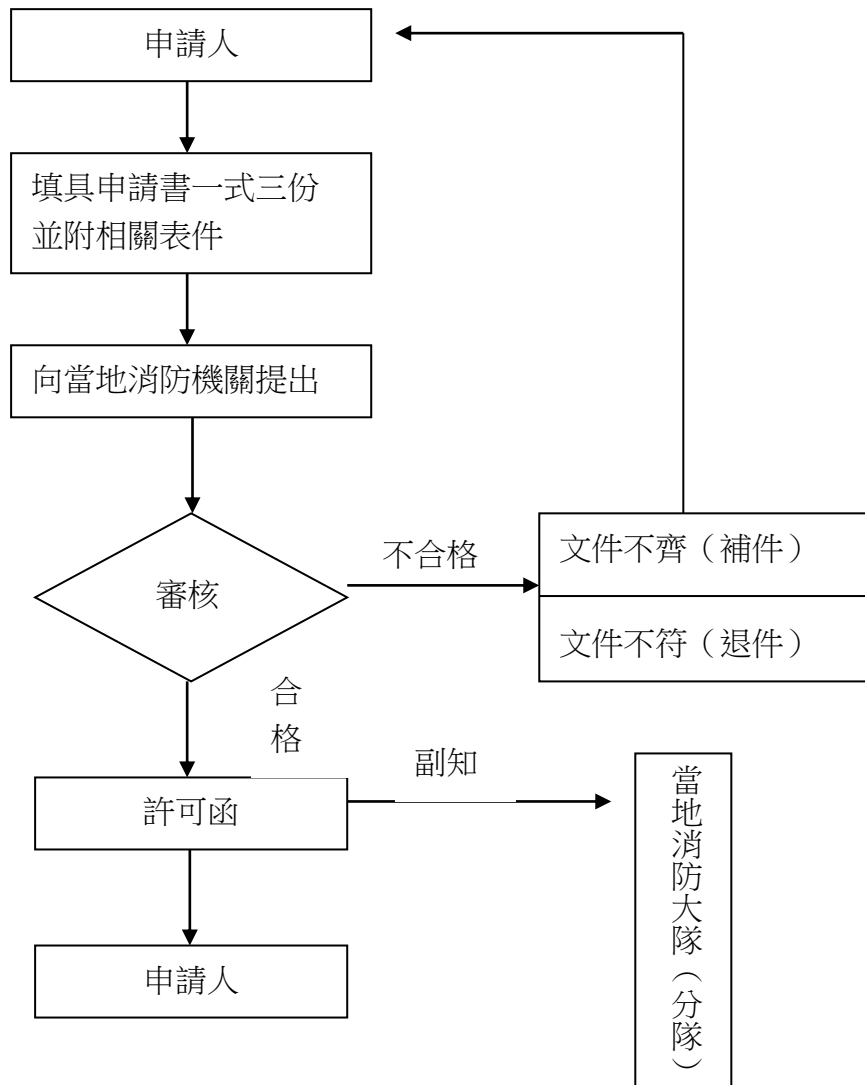 申請人
填具申請書一式三份
並附相關表件
向當地消防機關提出
審核
不合格
文件不齊（補件）
文件不符（退件）
合
格
許可函
副知
當地消防大隊（分隊）
申請人